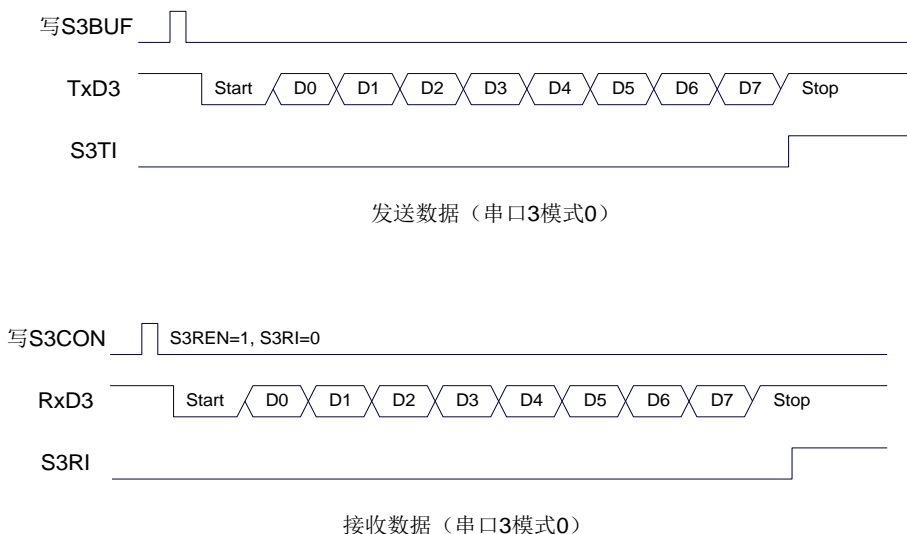 写S3BUF
TxD3 Start D0 D1 D2 D3 D4 D5 D6 D7 Stop
S3TI
发送数据（串口3模式0）
写S3CON S3REN=1, S3RI=0
RxD3 Start D0 D1 D2 D3 D4 D5 D6 D7 Stop
S3RI
接收数据（串口3模式0）